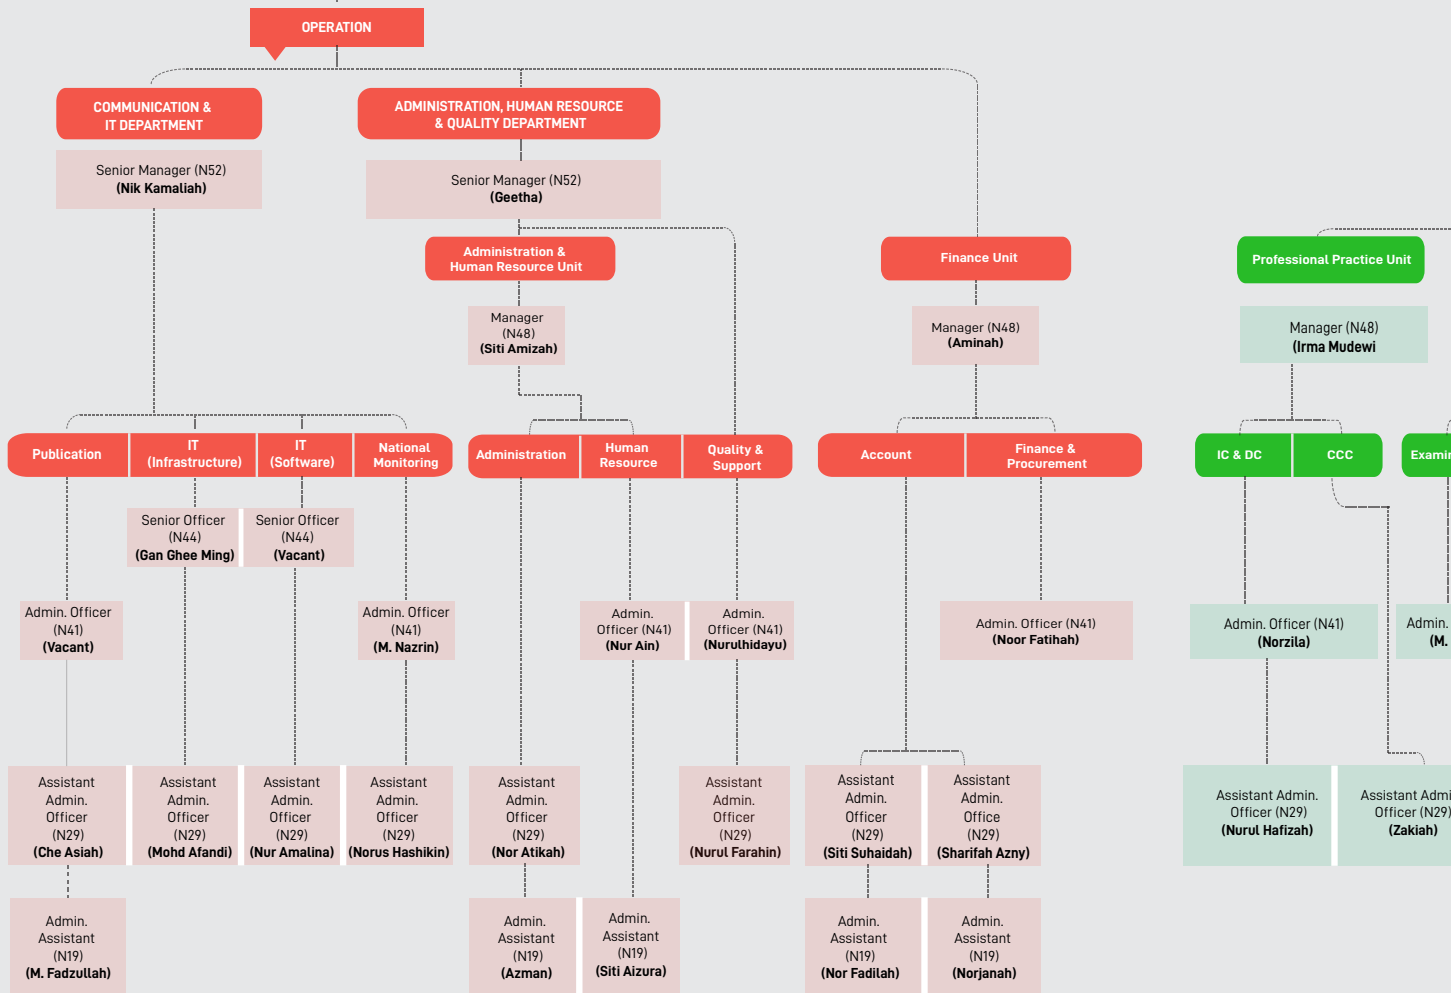 OPERATION
COMMUNICATION &
IT DEPARTMENT
ADMINISTRATION, HUMAN RESOURCE
& QUALITY DEPARTMENT
Senior Manager (N52)
(Nik Kamaliah)
Senior Manager (N52)
(Geetha)
Administration &
Human Resource Unit
Finance Unit
Professional Practice Unit
Manager
(N48)
(Siti Amizah)
Manager (N48)
(Aminah)
Manager (N48)
(Irma Mudewi
Publication
IT
(Infrastructure)
IT
(Software)
National
Monitoring
Administration
Human
Resource
Quality &
Support
Account
Finance &
Procurement
IC & DC
CCC
Examin
Senior Officer
(N44)
(Gan Ghee Ming)
Senior Officer
(N44)
(Vacant)
Admin. Officer
(N41)
(Vacant)
Admin. Officer
(N41)
(M. Nazrin)
Admin.
Officer (N41)
(Nur Ain)
Admin.
Officer (N41)
(Nurulhidayu)
Admin. Officer (N41)
(Noor Fatihah)
Admin. Officer (N41)
(Norzila)
Admin.
(M.
Assistant
Admin.
Officer
(N29)
(Che Asiah)
Assistant
Admin.
Officer
(N29)
(Mohd Afandi)
Assistant
Admin.
Officer
(N29)
(Nur Amalina)
Assistant
Admin.
Officer
(N29)
(Norus Hashikin)
Assistant
Admin.
Officer
(N29)
(Nor Atikah)
Assistant
Admin.
Officer
(N29)
(Nurul Farahin)
Assistant
Admin.
Officer
(N29)
(Siti Suhaidah)
Assistant
Admin.
Office
(N29)
(Sharifah Azny)
Assistant Admin.
Officer (N29)
(Nurul Hafizah)
Assistant Admi
Officer (N29)
(Zakiah)
Admin.
Assistant
(N19)
(M. Fadzullah)
Admin.
Assistant
(N19)
(Azman)
Admin.
Assistant
(N19)
(Siti Aizura)
Admin.
Assistant
(N19)
(Nor Fadilah)
Admin.
Assistant
(N19)
(Norjanah)